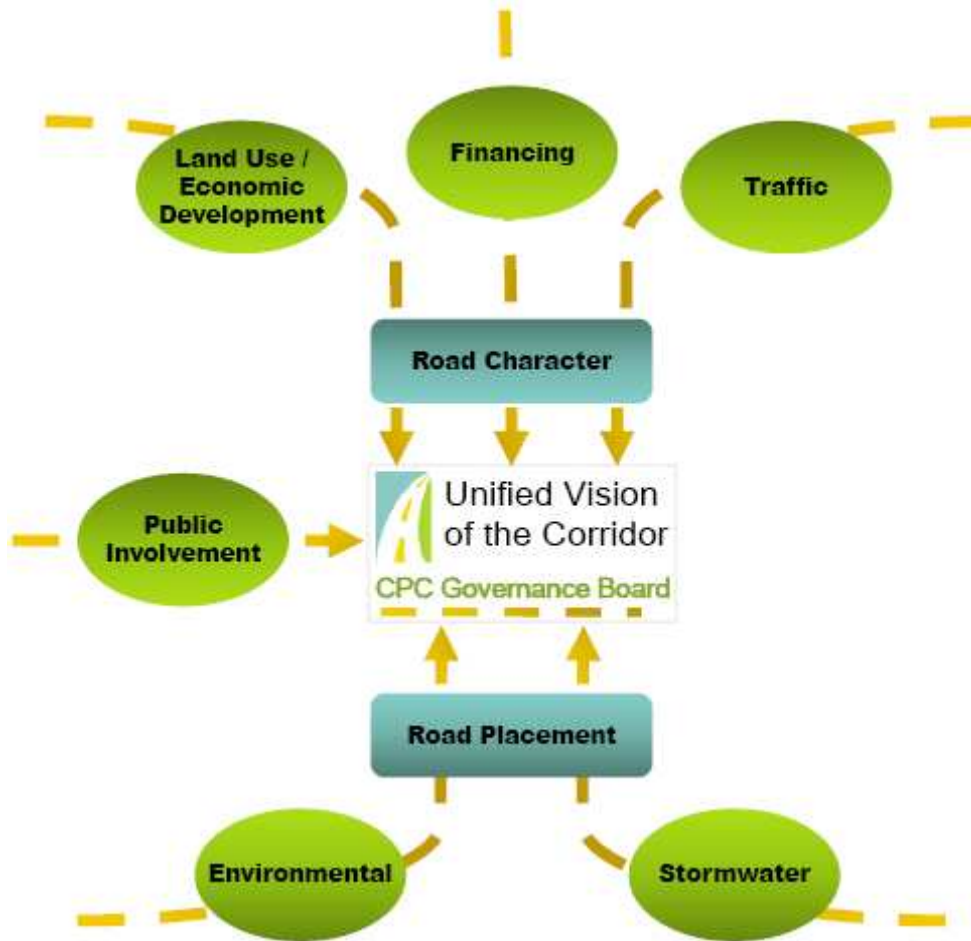 Financing
Land Use /
Economic
Development
Traffic
Road Character
Unified Vision
of the Corridor
CPC Governance Board
Public
Involvement
Road Placement
Environmental
Stormwater